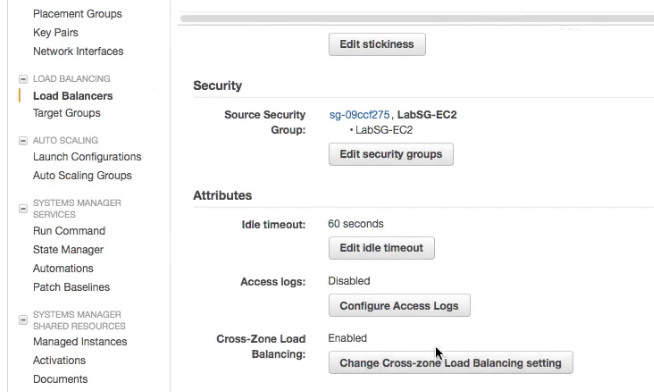 Placement Groups
Key Pairs
Network Interfaces
LOAD BALANCING
Load Balancers
Target Groups
AUTO SCALING
Launch Configurations
Auto Scaling Groups
SYSTEMS MANAGER
SERVICES
Run Command
State Manager
Automations
Patch Baselines
SYSTEMS MANAGER
SHARED RESOURCES
Managed Instances
Activations
Documents
Edit stickiness
Security
Source Security
Group:
sg-09ccf275, LabSG-EC2
• LabSG-EC2
Edit security groups
Attributes
Idle timeout: 60 seconds
Edit idle timeout
Access logs: Disabled
Configure Access Logs
Cross-Zone Load
Balancing:
Enabled
Change Cross-zone Load Balancing setting